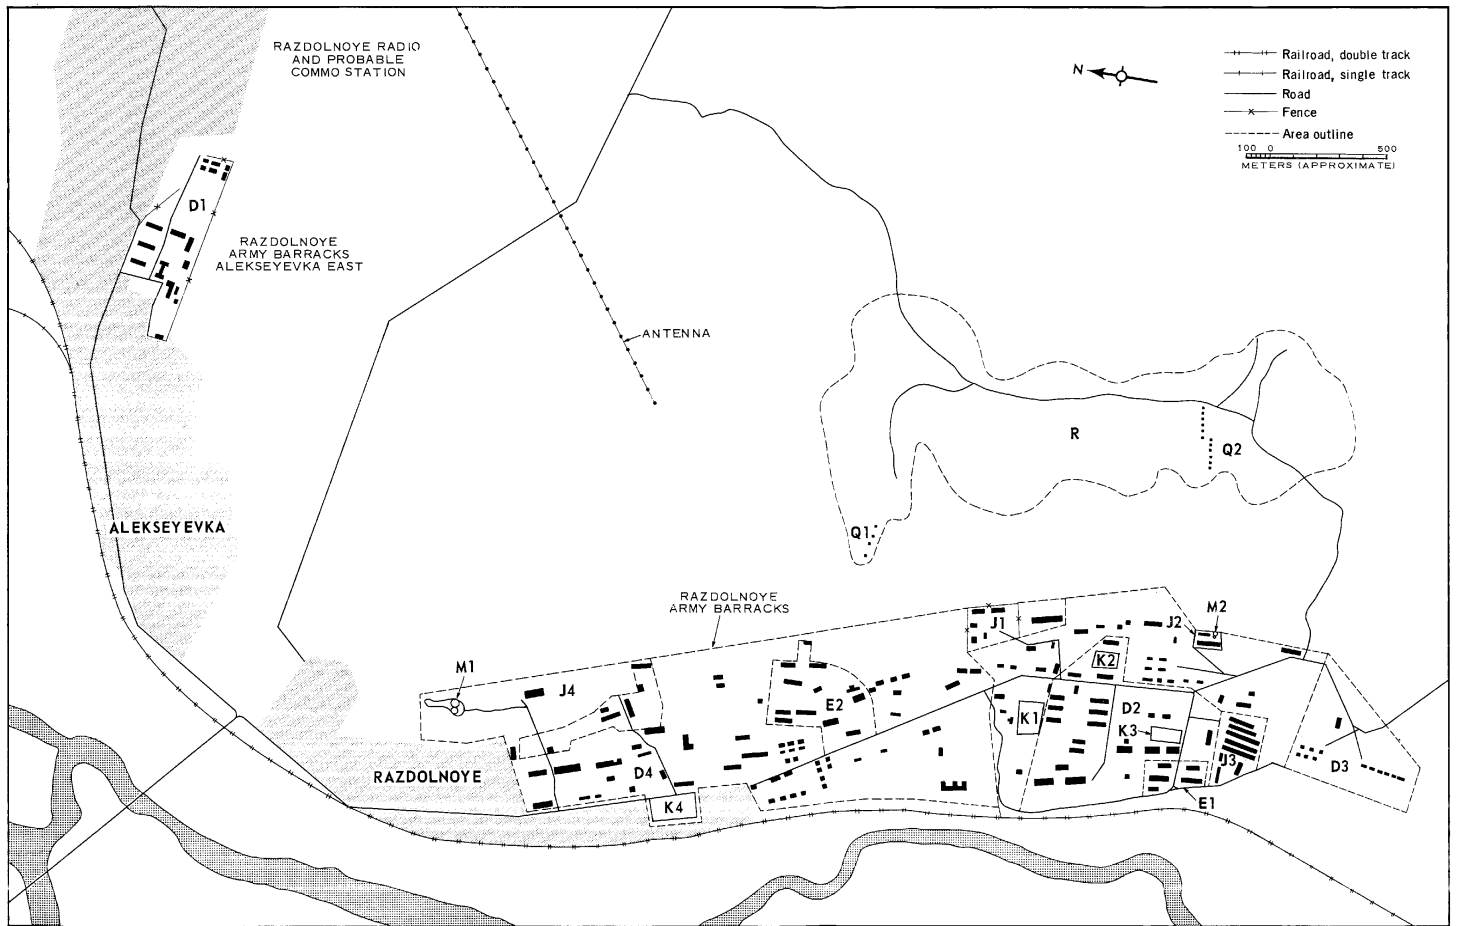 RAZDOLNOYE RADIO
AND PROBABLE
COMMO STATION
N
Railroad, double track
Railroad, single track
Road
Fence
Area outline
100 0 500
METERS (APPROXIMATE)
D1
RAZDOLNOYE
ARMY BARRACKS
ALEKSEYEVKA EAST
ANTENNA
R
Q2
ALEKSEYEVKA
Q1
RAZDOLNOYE
ARMY BARRACKS
M2
J1
J2
K2
M1
J4
E2
D2
K1
K3
J3
D3
D4
RAZDOLNOYE
K4
E1